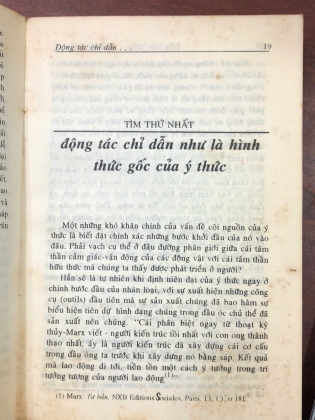 Động tác chỉ dẫn . . .
19
TÌM THỨ NHẤT
động tác chỉ dẫn như là hình
thức gốc của ý thức
Một những khó khăn chính của vấn đề cội nguồn của ý
thức là biết đặt chính xác những bước khởi đầu của nó vào
đâu. Phải vạch cụ thể ở đâu đường phân giới giữa cái tâm
thần cảm giác-vận động của các động vật với cái tâm thần
hữu thức mà chúng ta thấy được phát triển ở người?
Hẳn sẽ là tự nhiên khi định niên đại của ý thức ngay ở
chính bước đầu của nhân loại, với sự xuất hiện những công
cụ (outils) đầu tiên mà sự sản xuất chúng đã bao hàm sự
biểu hiện tiên dự hình dạng chúng trong đầu óc chủ thể đã
sản xuất nên chúng. "Cái phân biệt ngay từ thoạt kỳ
thủy-Marx viết - người kiến trúc tồi nhất với con ong thành
thạo nhất, là người kiến trúc đã xây dựng cái cơ cấu
trong đầu óng ta trước khi xây dựng nó bằng sáp. Kết quả
mà lao động đi tới, tiền tồn một cách ý tưởng trong trí
tưởng tượng của người lao động"(1).
(1) Marx: Tư bản. NXB Editions Sociales, Paris. t.1, t.1, tr 181.